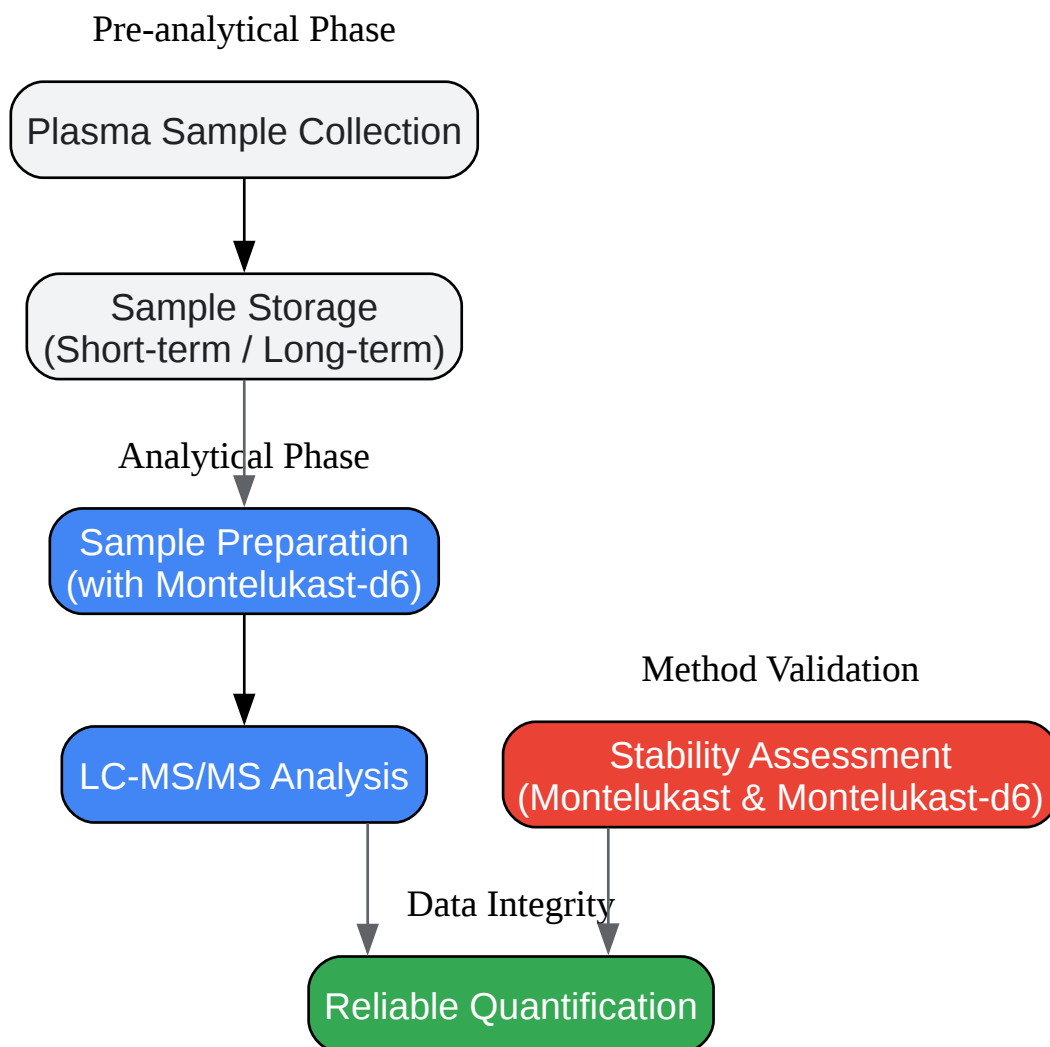 Pre-analytical Phase
Plasma Sample Collection
Sample Storage
(Short-term / Long-term)
Analytical Phase
Sample Preparation
(with Montelukast-d6)
LC-MS/MS Analysis
Method Validation
Stability Assessment
(Montelukast & Montelukast-d6)
Data Integrity
Reliable Quantification